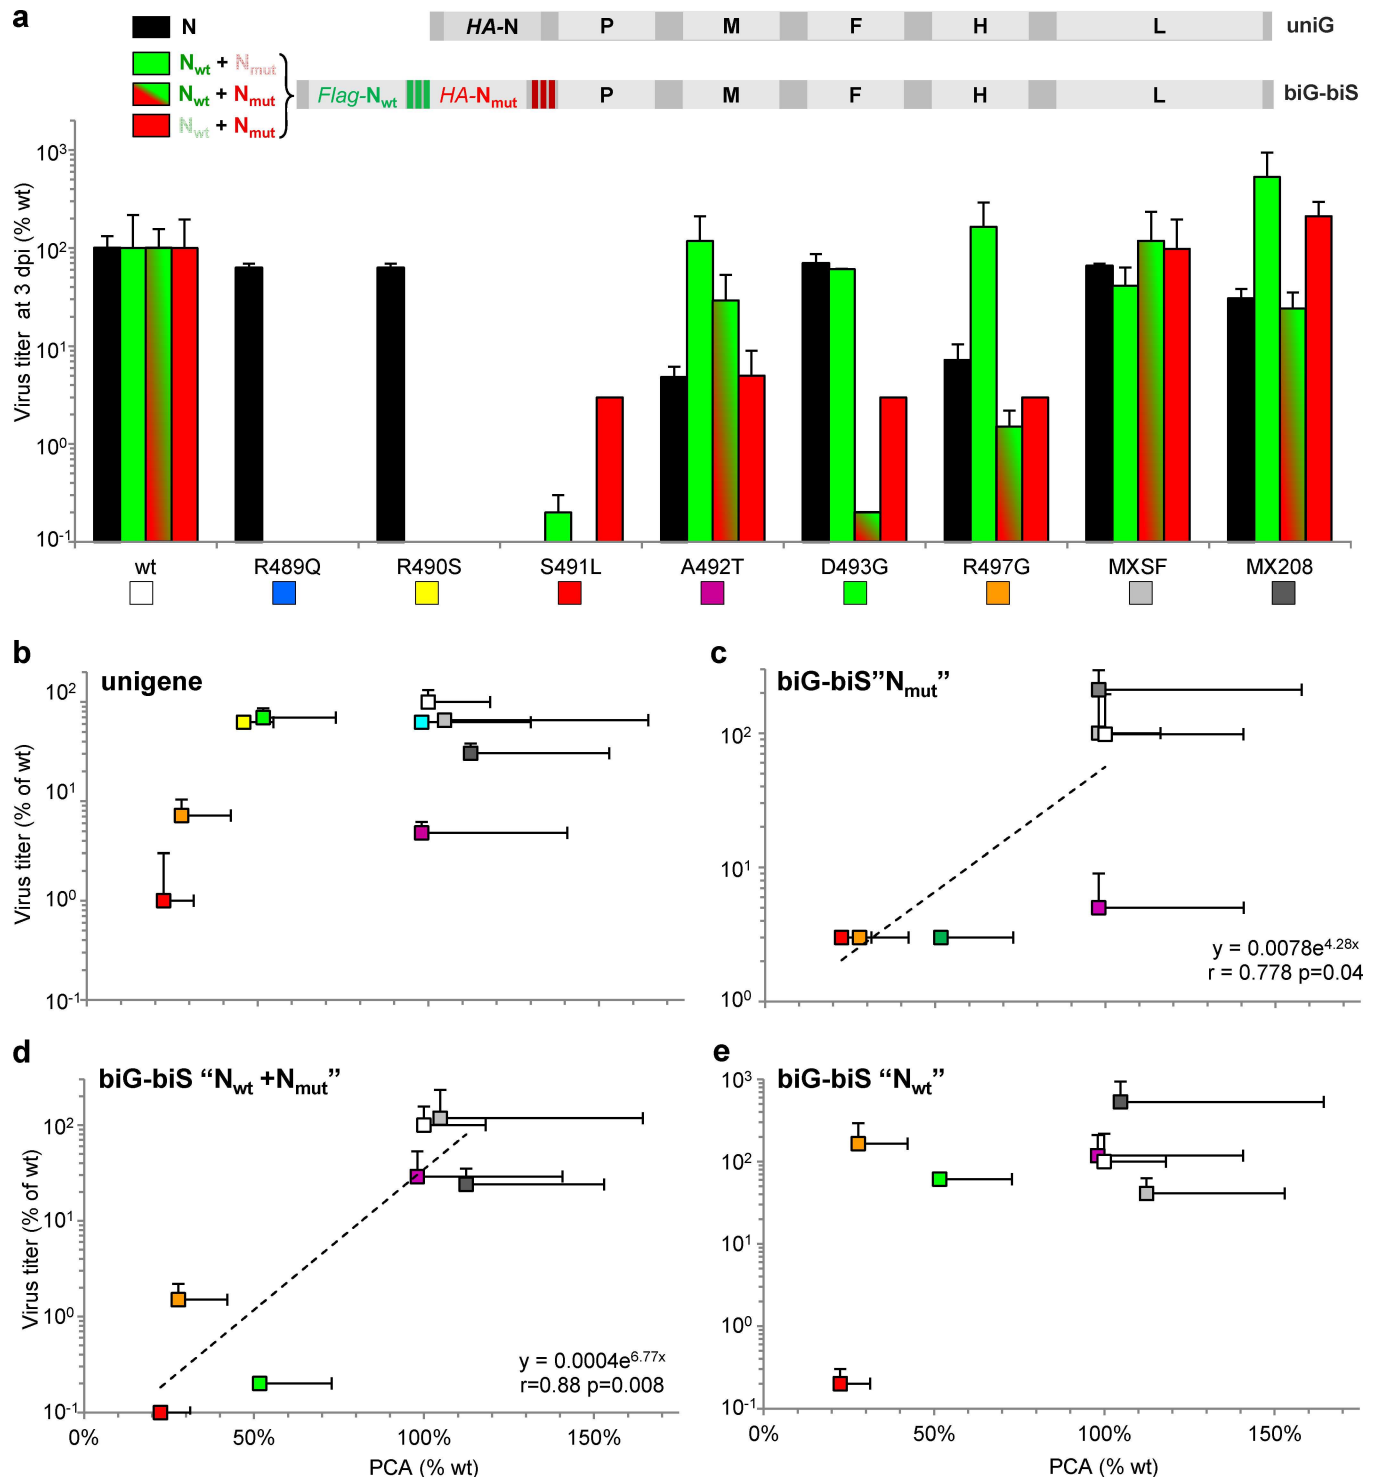 a
N
HA-N P M F H L uniG
Nwt + Nmut
Nwt + Nmut
Nwt + Nmut
Flag-Nwt HA-Nmut P M F H L biG-biS
Virus titer at 3 dpi (% wt)
10³
10²
10¹
10⁰
10-1
wt R489Q R490S S491L A492T D493G R497G MXSF MX208
b
unigene
Virus titer (% of wt)
10²
10¹
10⁰
10-1
c
biG-biS”Nmut”
10²
10¹
10⁰
y = 0.0078e4.28x
r = 0.778 p=0.04
d
biG-biS “Nwt +Nmut”
Virus titer (% of wt)
10²
10¹
10⁰
10-1
y = 0.0004e6.77x
r=0.88 p=0.008
0% 50% 100% 150%
PCA (% wt)
e
biG-biS “Nwt”
10³
10²
10¹
10⁰
10-1
0% 50% 100% 150%
PCA (% wt)